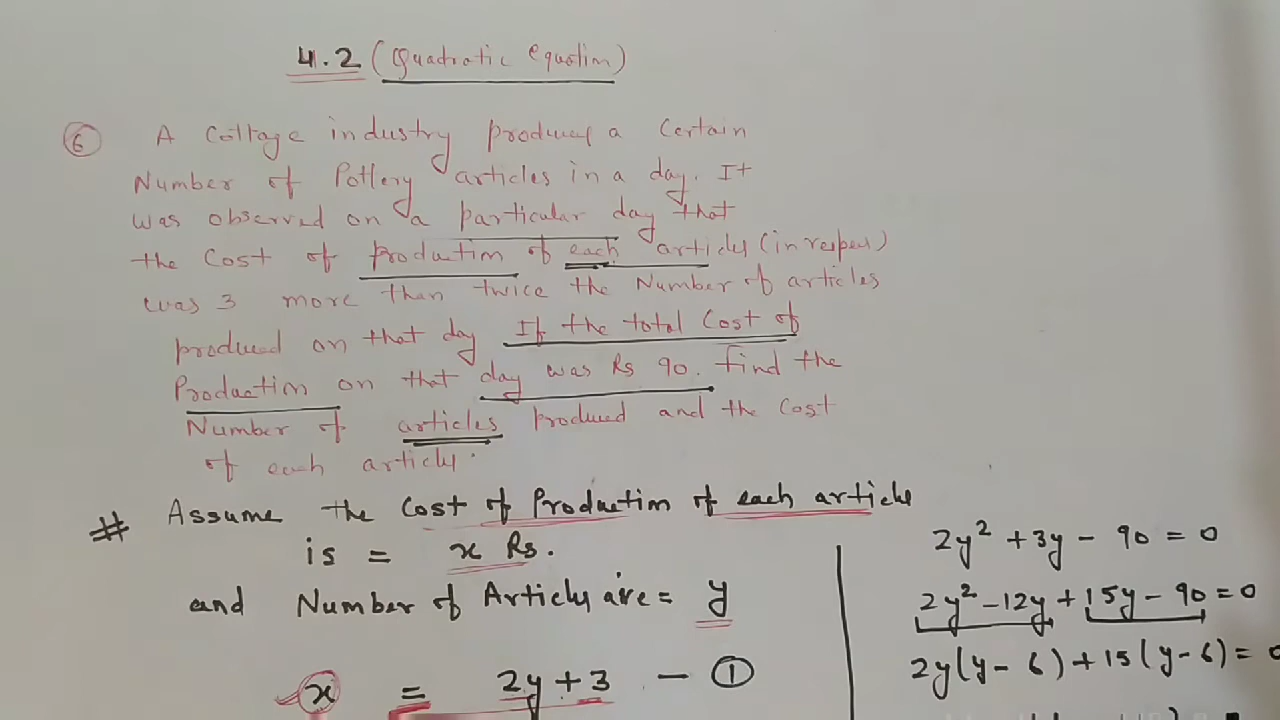 4.2 (Quadratic equation)
⑥ A Cottage industry produces a Certain
Number of Pottery articles in a day. It
was observed on a particular day that
the Cost of production of each article (in rupees)
was 3 more than twice the Number of articles
produced on that day If the total Cost of
Production on that day was Rs 90. find the
Number of articles produced and the cost
of each article.
# Assume the Cost of Production of each article
is = x Rs.
and Number of Articles are = y
x = 2y + 3 — ①
2y² + 3y - 90 = 0
2y² - 12y + 15y - 90 = 0
2y(y - 6) + 15(y - 6) = 0